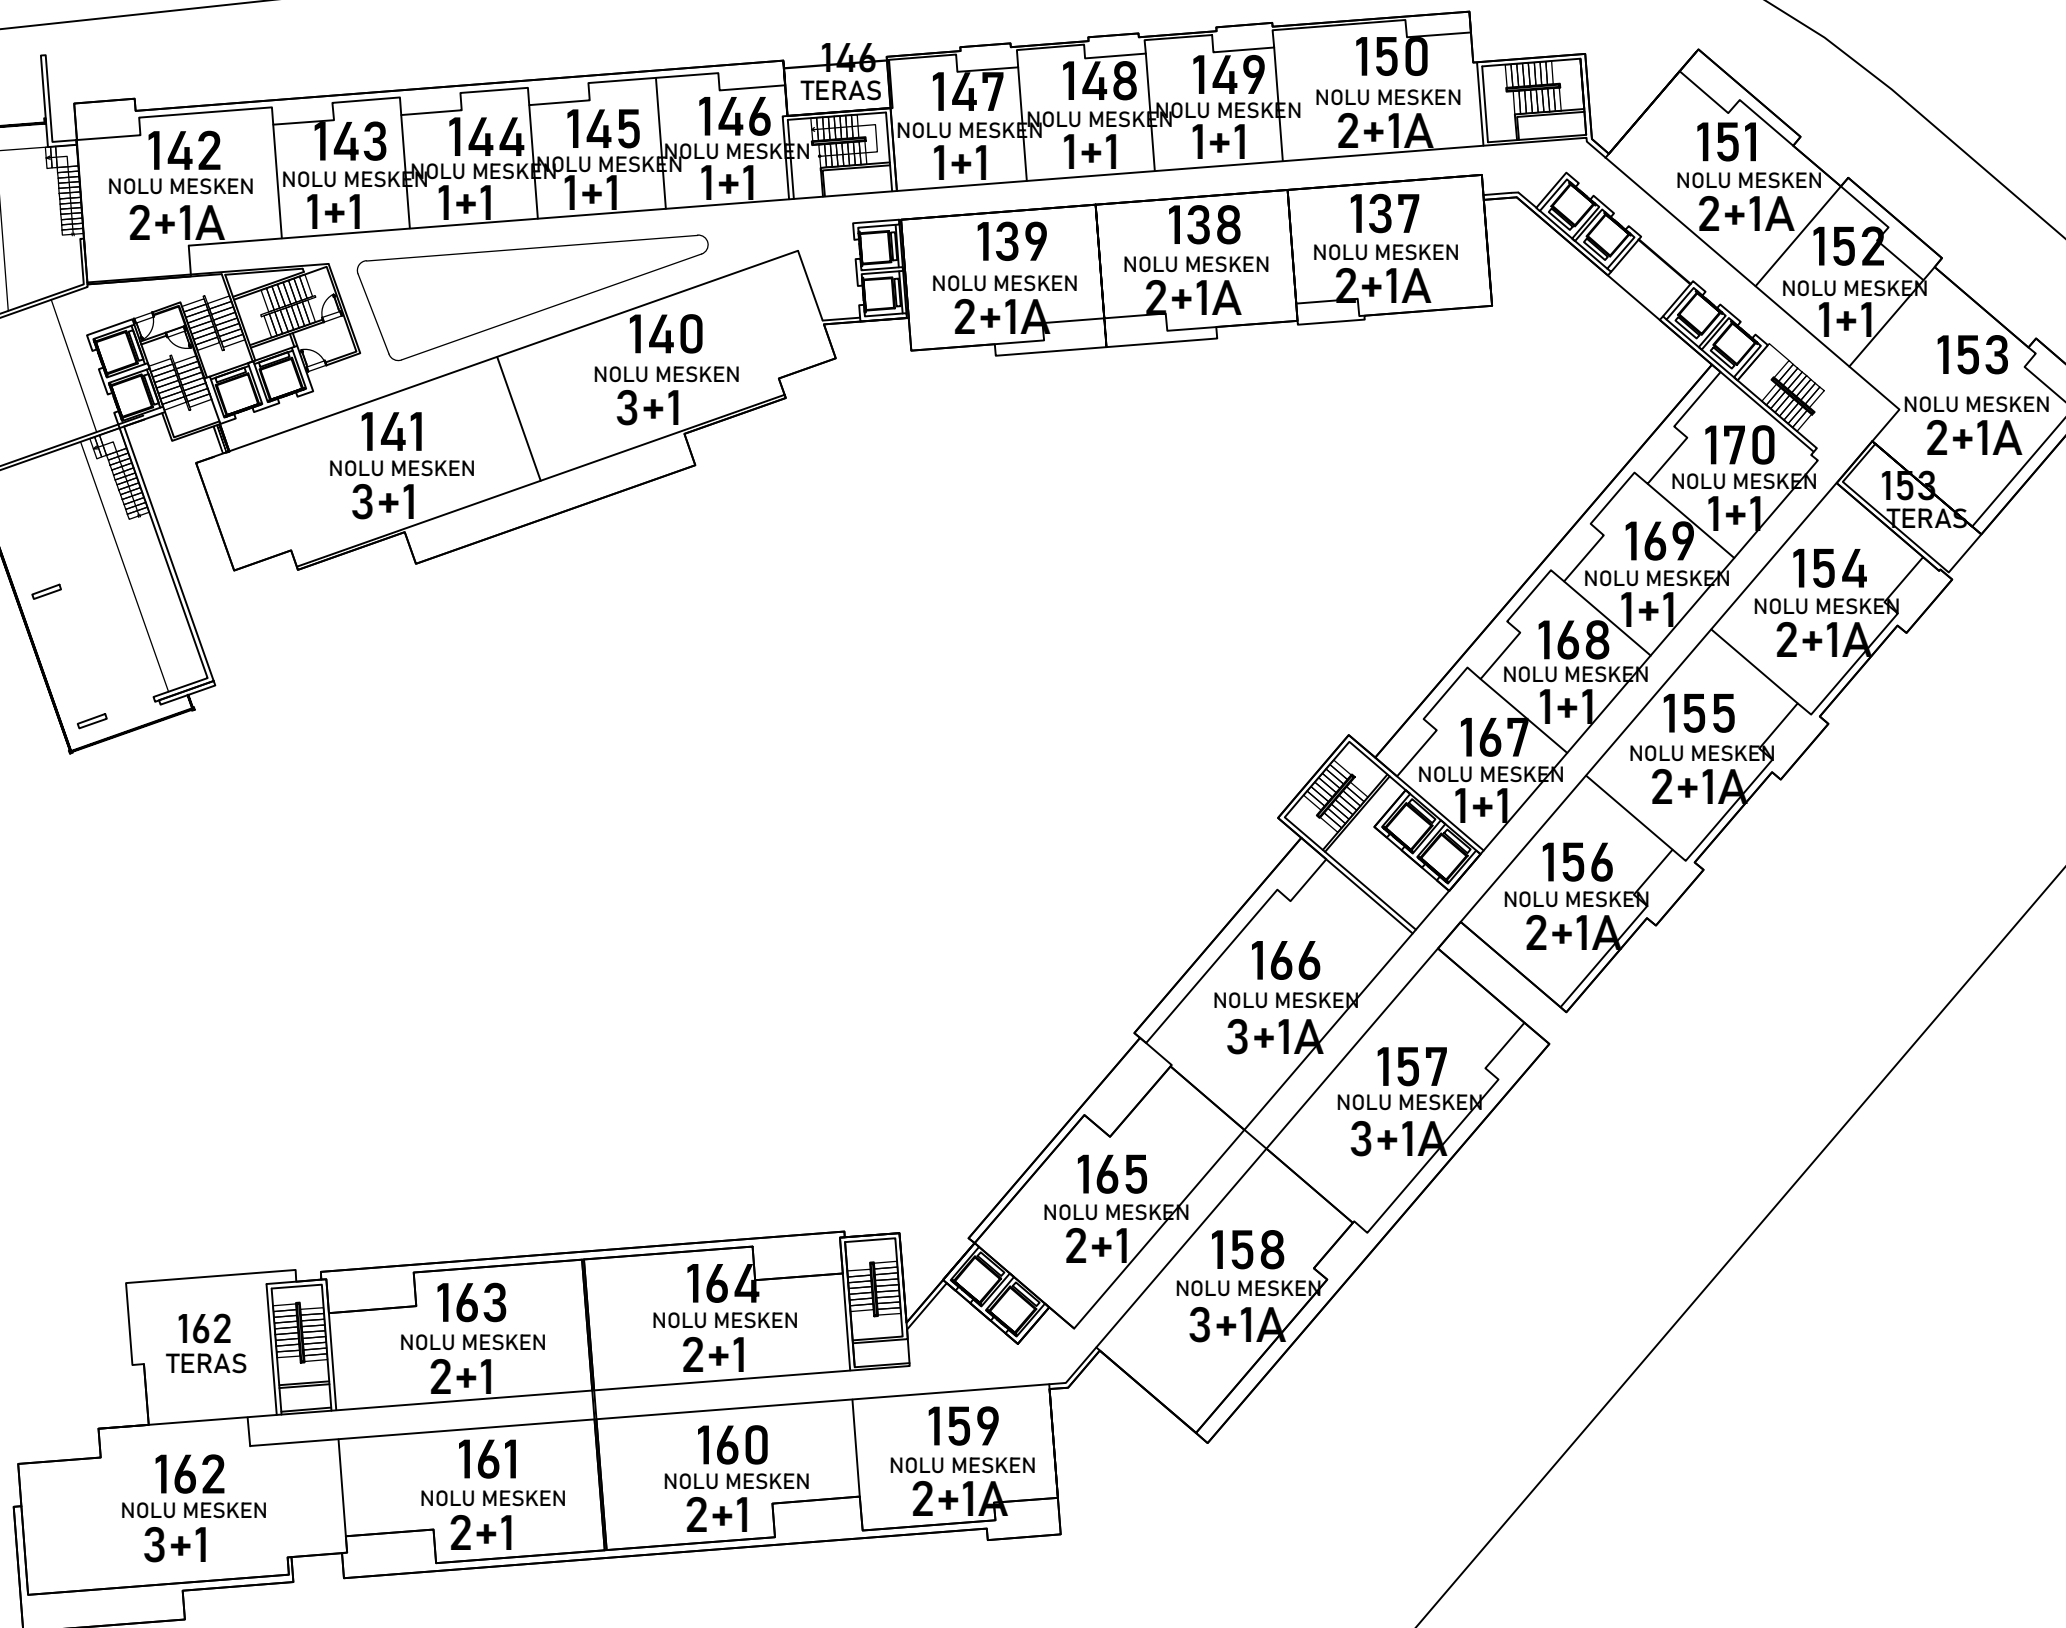 142
NOLU MESKEN
2+1A
143
NOLU MESKEN
1+1
144
NOLU MESKEN
1+1
145
NOLU MESKEN
1+1
146
NOLU MESKEN
1+1
146
TERAS
147
NOLU MESKEN
1+1
148
NOLU MESKEN
1+1
149
NOLU MESKEN
1+1
150
NOLU MESKEN
2+1A
151
NOLU MESKEN
2+1A
152
NOLU MESKEN
1+1
153
NOLU MESKEN
2+1A
153
TERAS
139
NOLU MESKEN
2+1A
138
NOLU MESKEN
2+1A
137
NOLU MESKEN
2+1A
140
NOLU MESKEN
3+1
141
NOLU MESKEN
3+1
170
NOLU MESKEN
1+1
169
NOLU MESKEN
1+1
168
NOLU MESKEN
1+1
167
NOLU MESKEN
1+1
154
NOLU MESKEN
2+1A
155
NOLU MESKEN
2+1A
156
NOLU MESKEN
2+1A
166
NOLU MESKEN
3+1A
157
NOLU MESKEN
3+1A
165
NOLU MESKEN
2+1
158
NOLU MESKEN
3+1A
162
TERAS
163
NOLU MESKEN
2+1
164
NOLU MESKEN
2+1
162
NOLU MESKEN
3+1
161
NOLU MESKEN
2+1
160
NOLU MESKEN
2+1
159
NOLU MESKEN
2+1A